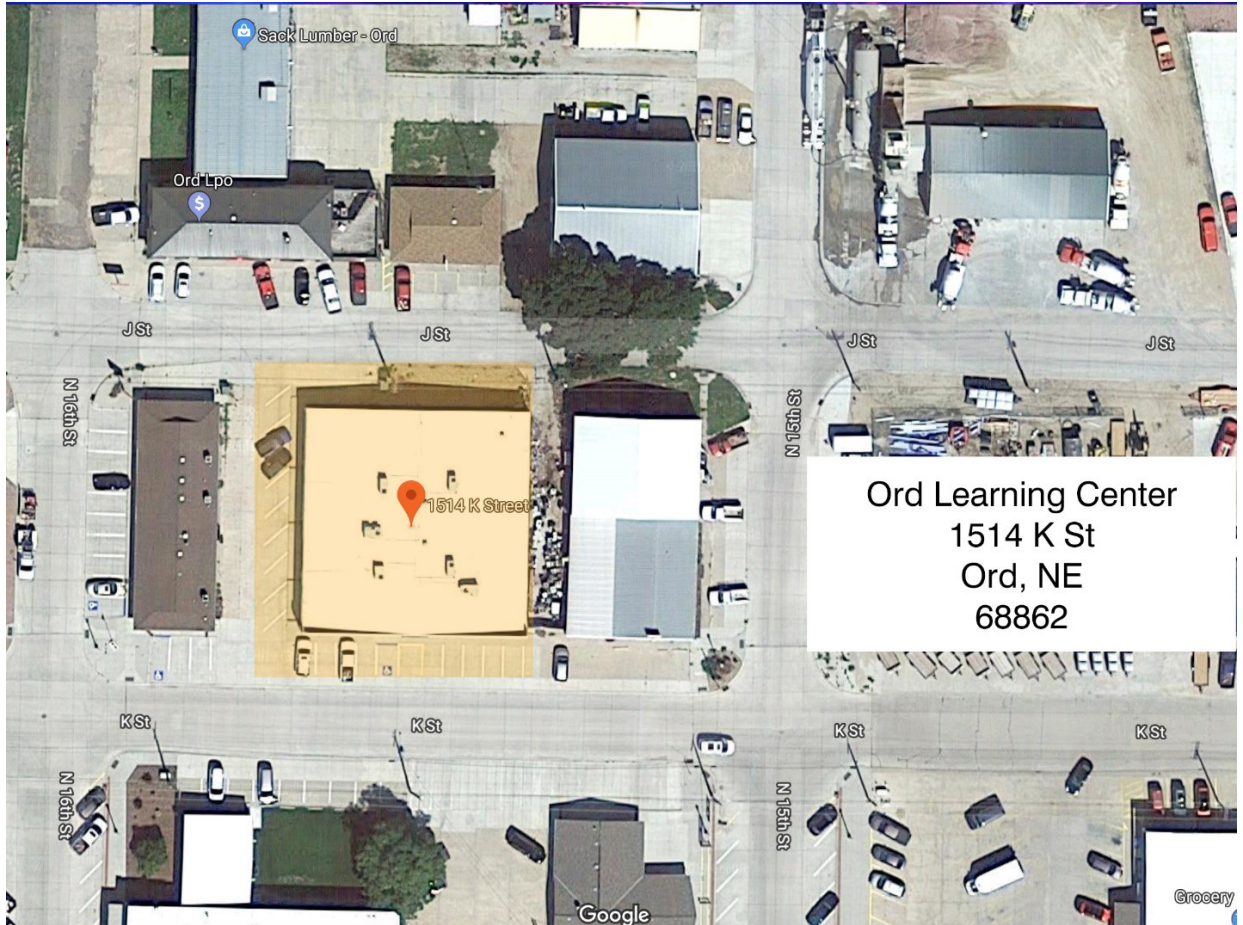 Sack Lumber - Ord
Ord Lpo
$
J St
J St
J St
J St
N 16th St
N 15th St
1514 K Street
Ord Learning Center
1514 K St
Ord, NE
68862
K St
K St
K St
K St
N 16th St
N 15th St
Google
Grocery